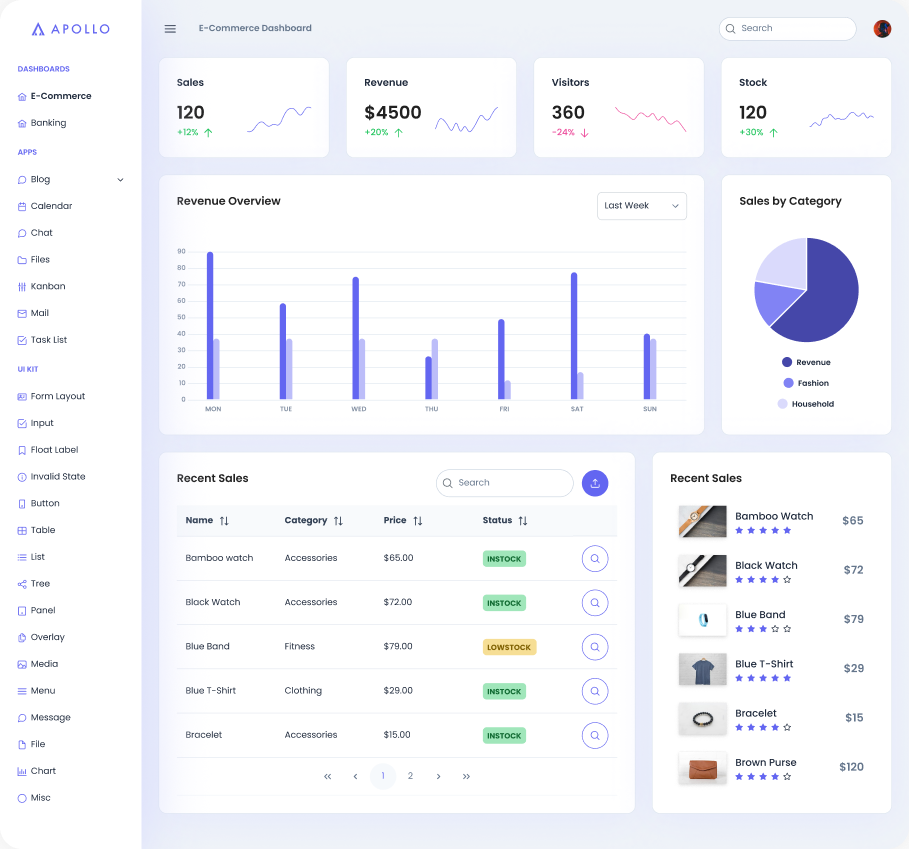 APOLLO
DASHBOARDS
E-Commerce
Banking
APPS
Blog
Calendar
Chat
Files
Kanban
Mail
Task List
UI KIT
Form Layout
Input
Float Label
Invalid State
Button
Table
List
Tree
Panel
Overlay
Media
Menu
Message
File
Chart
Misc
E-Commerce Dashboard
Search
Sales
120
+12%
Revenue
$4500
+20%
Visitors
360
-24%
Stock
120
+30%
Revenue Overview
Last Week
90
80
70
60
50
40
30
20
10
0
MON TUE WED THU FRI SAT SUN
Sales by Category
Revenue
Fashion
Household
Recent Sales
Search
Name Category Price Status
Bamboo watch Accessories $65.00 INSTOCK
Black Watch Accessories $72.00 INSTOCK
Blue Band Fitness $79.00 LOWSTOCK
Blue T-Shirt Clothing $29.00 INSTOCK
Bracelet Accessories $15.00 INSTOCK
« ‹ 1 2 › »
Recent Sales
Bamboo Watch $65
Black Watch $72
Blue Band $79
Blue T-Shirt $29
Bracelet $15
Brown Purse $120